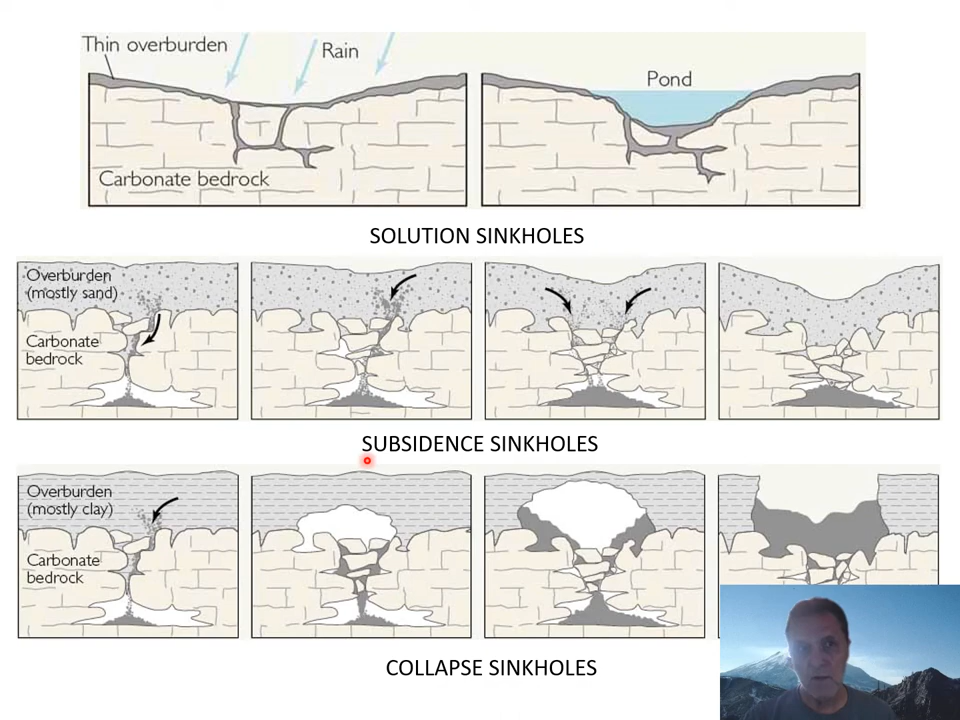 Thin overburden
Rain
Carbonate bedrock
Pond
SOLUTION SINKHOLES
Overburden
(mostly sand)
Carbonate
bedrock
SUBSIDENCE SINKHOLES
Overburden
(mostly clay)
Carbonate
bedrock
COLLAPSE SINKHOLES